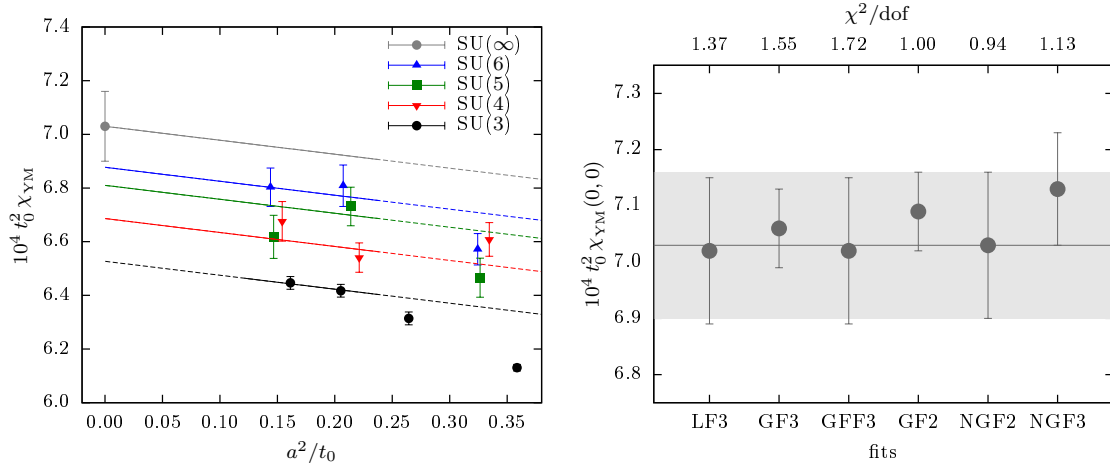 7.4
7.2
7.0
6.8
6.6
6.4
6.2
6.0
10⁴ t₀² χ_YM
0.00 0.05 0.10 0.15 0.20 0.25 0.30 0.35
a²/t₀
SU(∞)
SU(6)
SU(5)
SU(4)
SU(3)
χ²/dof
1.37 1.55 1.72 1.00 0.94 1.13
7.3
7.2
7.1
7.0
6.9
6.8
10⁴ t₀² χ_YM(0, 0)
LF3 GF3 GFF3 GF2 NGF2 NGF3
fits